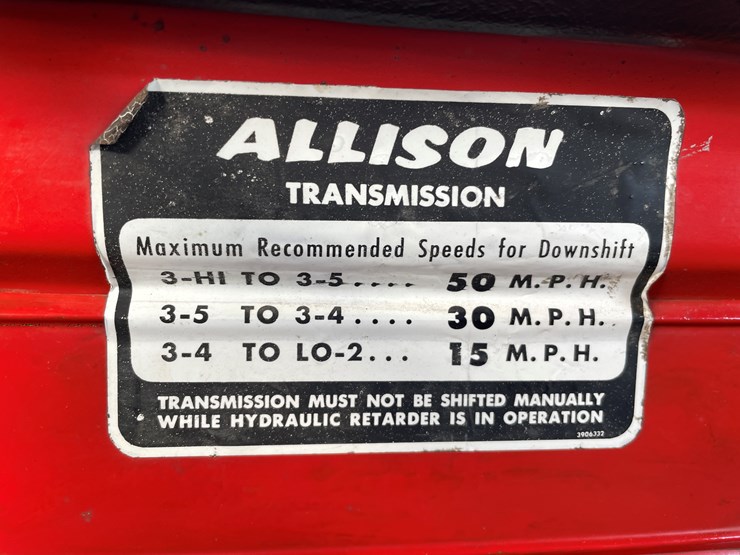 ALLISON
TRANSMISSION
Maximum Recommended Speeds for Downshift
3-HI TO 3-5.... 50 M.P.H.
3-5 TO 3-4.... 30 M.P.H.
3-4 TO LO-2... 15 M.P.H.
TRANSMISSION MUST NOT BE SHIFTED MANUALLY
WHILE HYDRAULIC RETARDER IS IN OPERATION
3906332